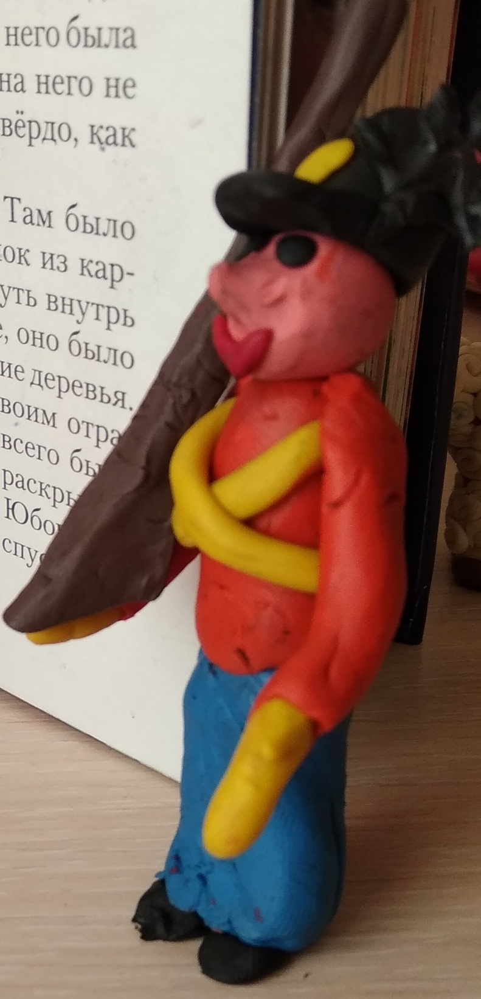 него была
на него не
вёрдо, как
Там было
ок из кар-
уть внутрь
, оно было
ие деревья.
воим отра
всего бы
раскры
Юбо
спус